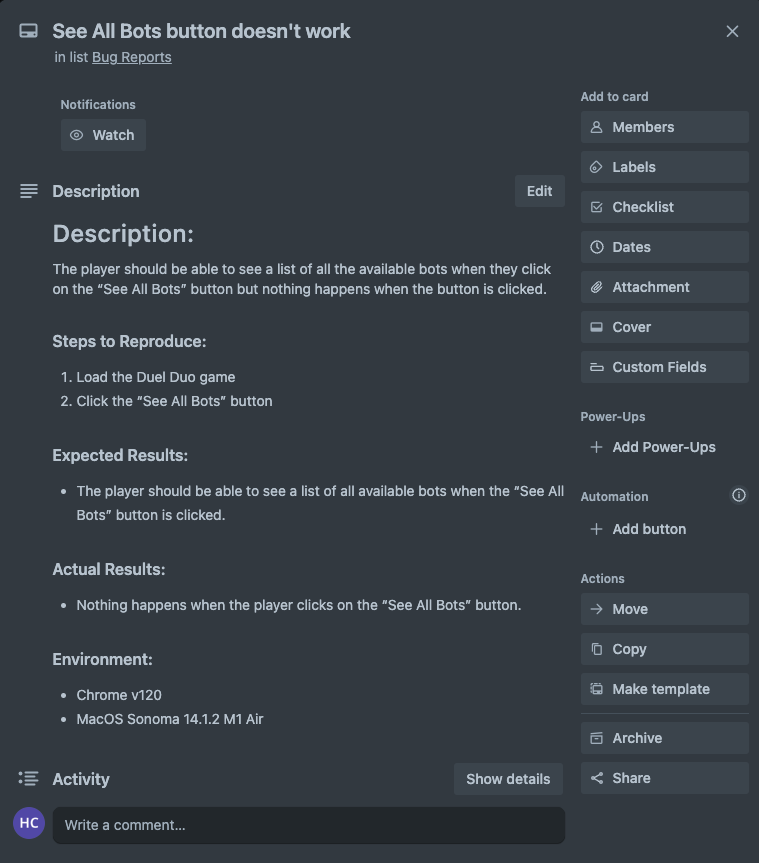 See All Bots button doesn't work
in list Bug Reports
Notifications
Watch
Description
Edit
Description:
The player should be able to see a list of all the available bots when they click
on the “See All Bots” button but nothing happens when the button is clicked.
Steps to Reproduce:
1. Load the Duel Duo game
2. Click the “See All Bots” button
Expected Results:
• The player should be able to see a list of all available bots when the “See All
Bots” button is clicked.
Actual Results:
• Nothing happens when the player clicks on the “See All Bots” button.
Environment:
• Chrome v120
• MacOS Sonoma 14.1.2 M1 Air
Activity
Show details
HC
Write a comment…
Add to card
Members
Labels
Checklist
Dates
Attachment
Cover
Custom Fields
Power-Ups
Add Power-Ups
Automation
Add button
Actions
Move
Copy
Make template
Archive
Share